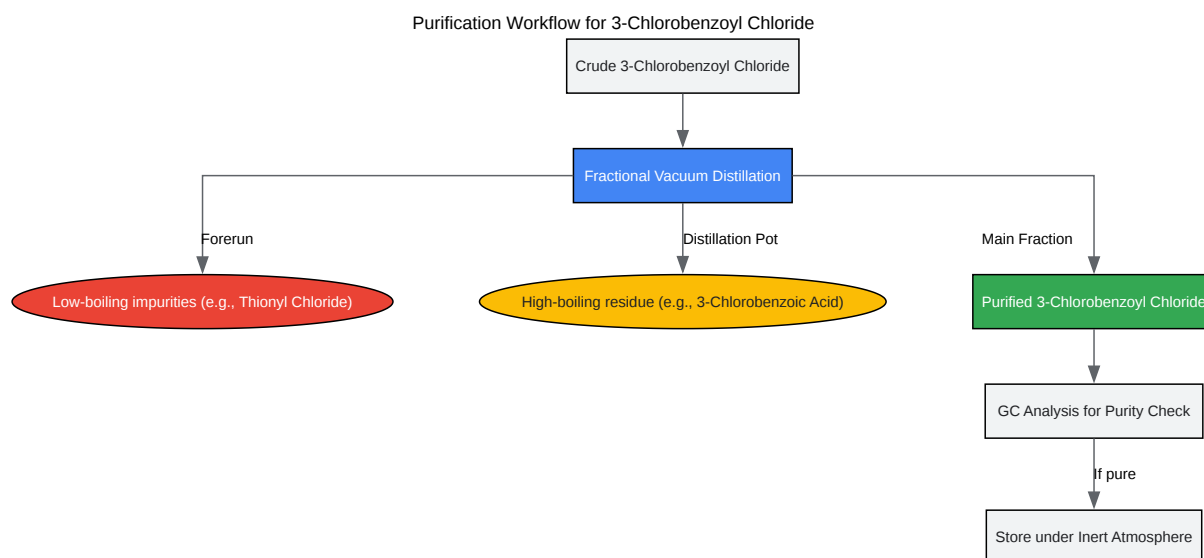 Purification Workflow for 3-Chlorobenzoyl Chloride
Crude 3-Chlorobenzoyl Chloride
Fractional Vacuum Distillation
Forerun
Distillation Pot
Main Fraction
Low-boiling impurities (e.g., Thionyl Chloride)
High-boiling residue (e.g., 3-Chlorobenzoic Acid)
Purified 3-Chlorobenzoyl Chloride
GC Analysis for Purity Check
If pure
Store under Inert Atmosphere